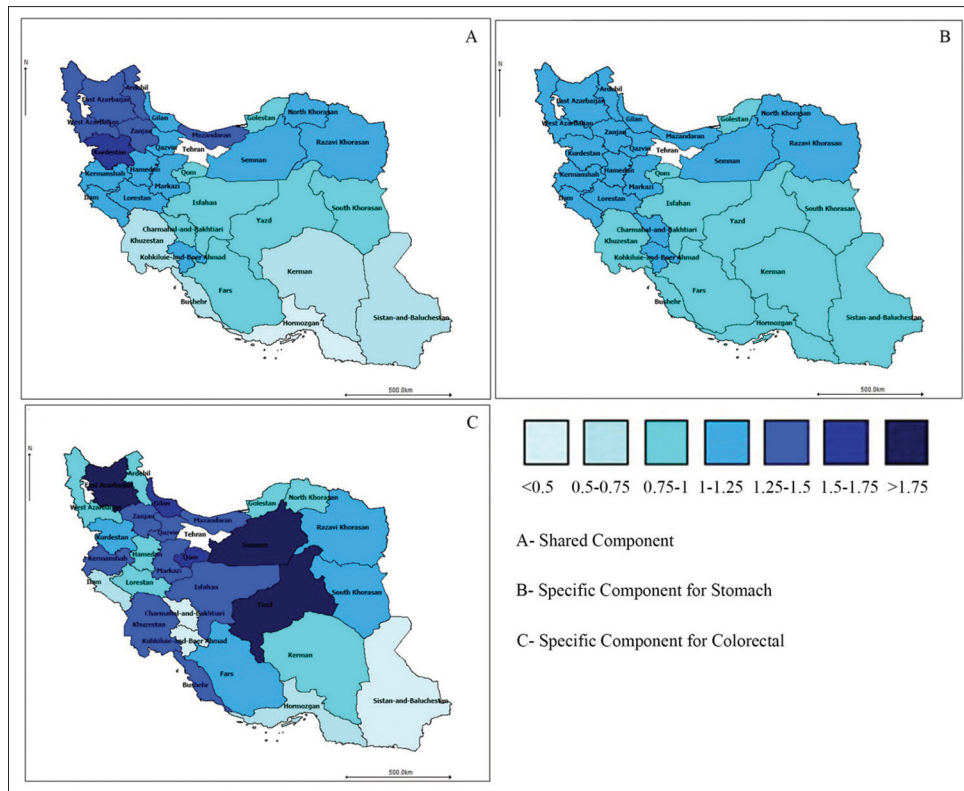 A
N
Ardebil
East Azarbaijan
West Azarbaijan
Gilan
Zanjan
Mazandaran
Golestan
North Khorasan
Kurdestan
Qazvin
Tehran
Semnan
Razavi Khorasan
Kermanshah
Hamedan
Qom
Markazi
Ilam
Lorestan
Isfahan
Yazd
South Khorasan
Charmahal-and-Bakhtiari
Khuzestan
Kohkiluie-and-Boer Ahmad
Kerman
Fars
Bushehr
Hormozgan
Sistan-and-Baluchestan
500.0km
B
N
Ardebil
East Azarbaijan
West Azarbaijan
Gilan
Zanjan
Mazandaran
Golestan
North Khorasan
Kurdestan
Qazvin
Tehran
Semnan
Razavi Khorasan
Kermanshah
Hamedan
Qom
Markazi
Ilam
Lorestan
Isfahan
Yazd
South Khorasan
Charmahal-and-Bakhtiari
Khuzestan
Kohkiluie-and-Boer Ahmad
Kerman
Fars
Bushehr
Hormozgan
Sistan-and-Baluchestan
500.0km
C
N
Ardebil
East Azarbaijan
West Azarbaijan
Gilan
Zanjan
Mazandaran
Golestan
North Khorasan
Kurdestan
Qazvin
Tehran
Semnan
Razavi Khorasan
Kermanshah
Hamedan
Qom
Markazi
Ilam
Lorestan
Isfahan
Yazd
South Khorasan
Charmahal-and-Bakhtiari
Khuzestan
Kohkiluie-and-Boer Ahmad
Kerman
Fars
Bushehr
Hormozgan
Sistan-and-Baluchestan
500.0km
<0.5 0.5-0.75 0.75-1 1-1.25 1.25-1.5 1.5-1.75 >1.75
A- Shared Component
B- Specific Component for Stomach
C- Specific Component for Colorectal